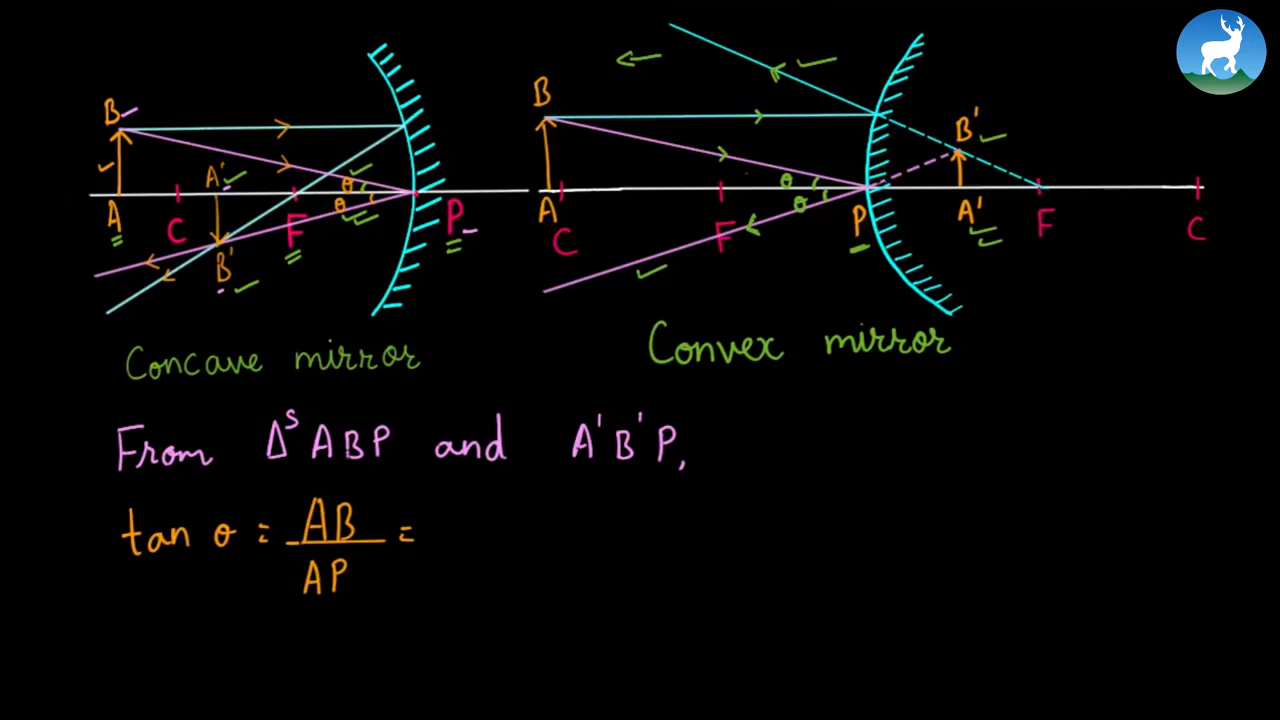 B
A
C
A'
B'
F
θ
θ
P
Concave mirror
B
A
C
F
θ
θ
P
B'
A'
F
C
Convex mirror
From Δˢ ABP and A'B'P,
tan θ = AB/AP =